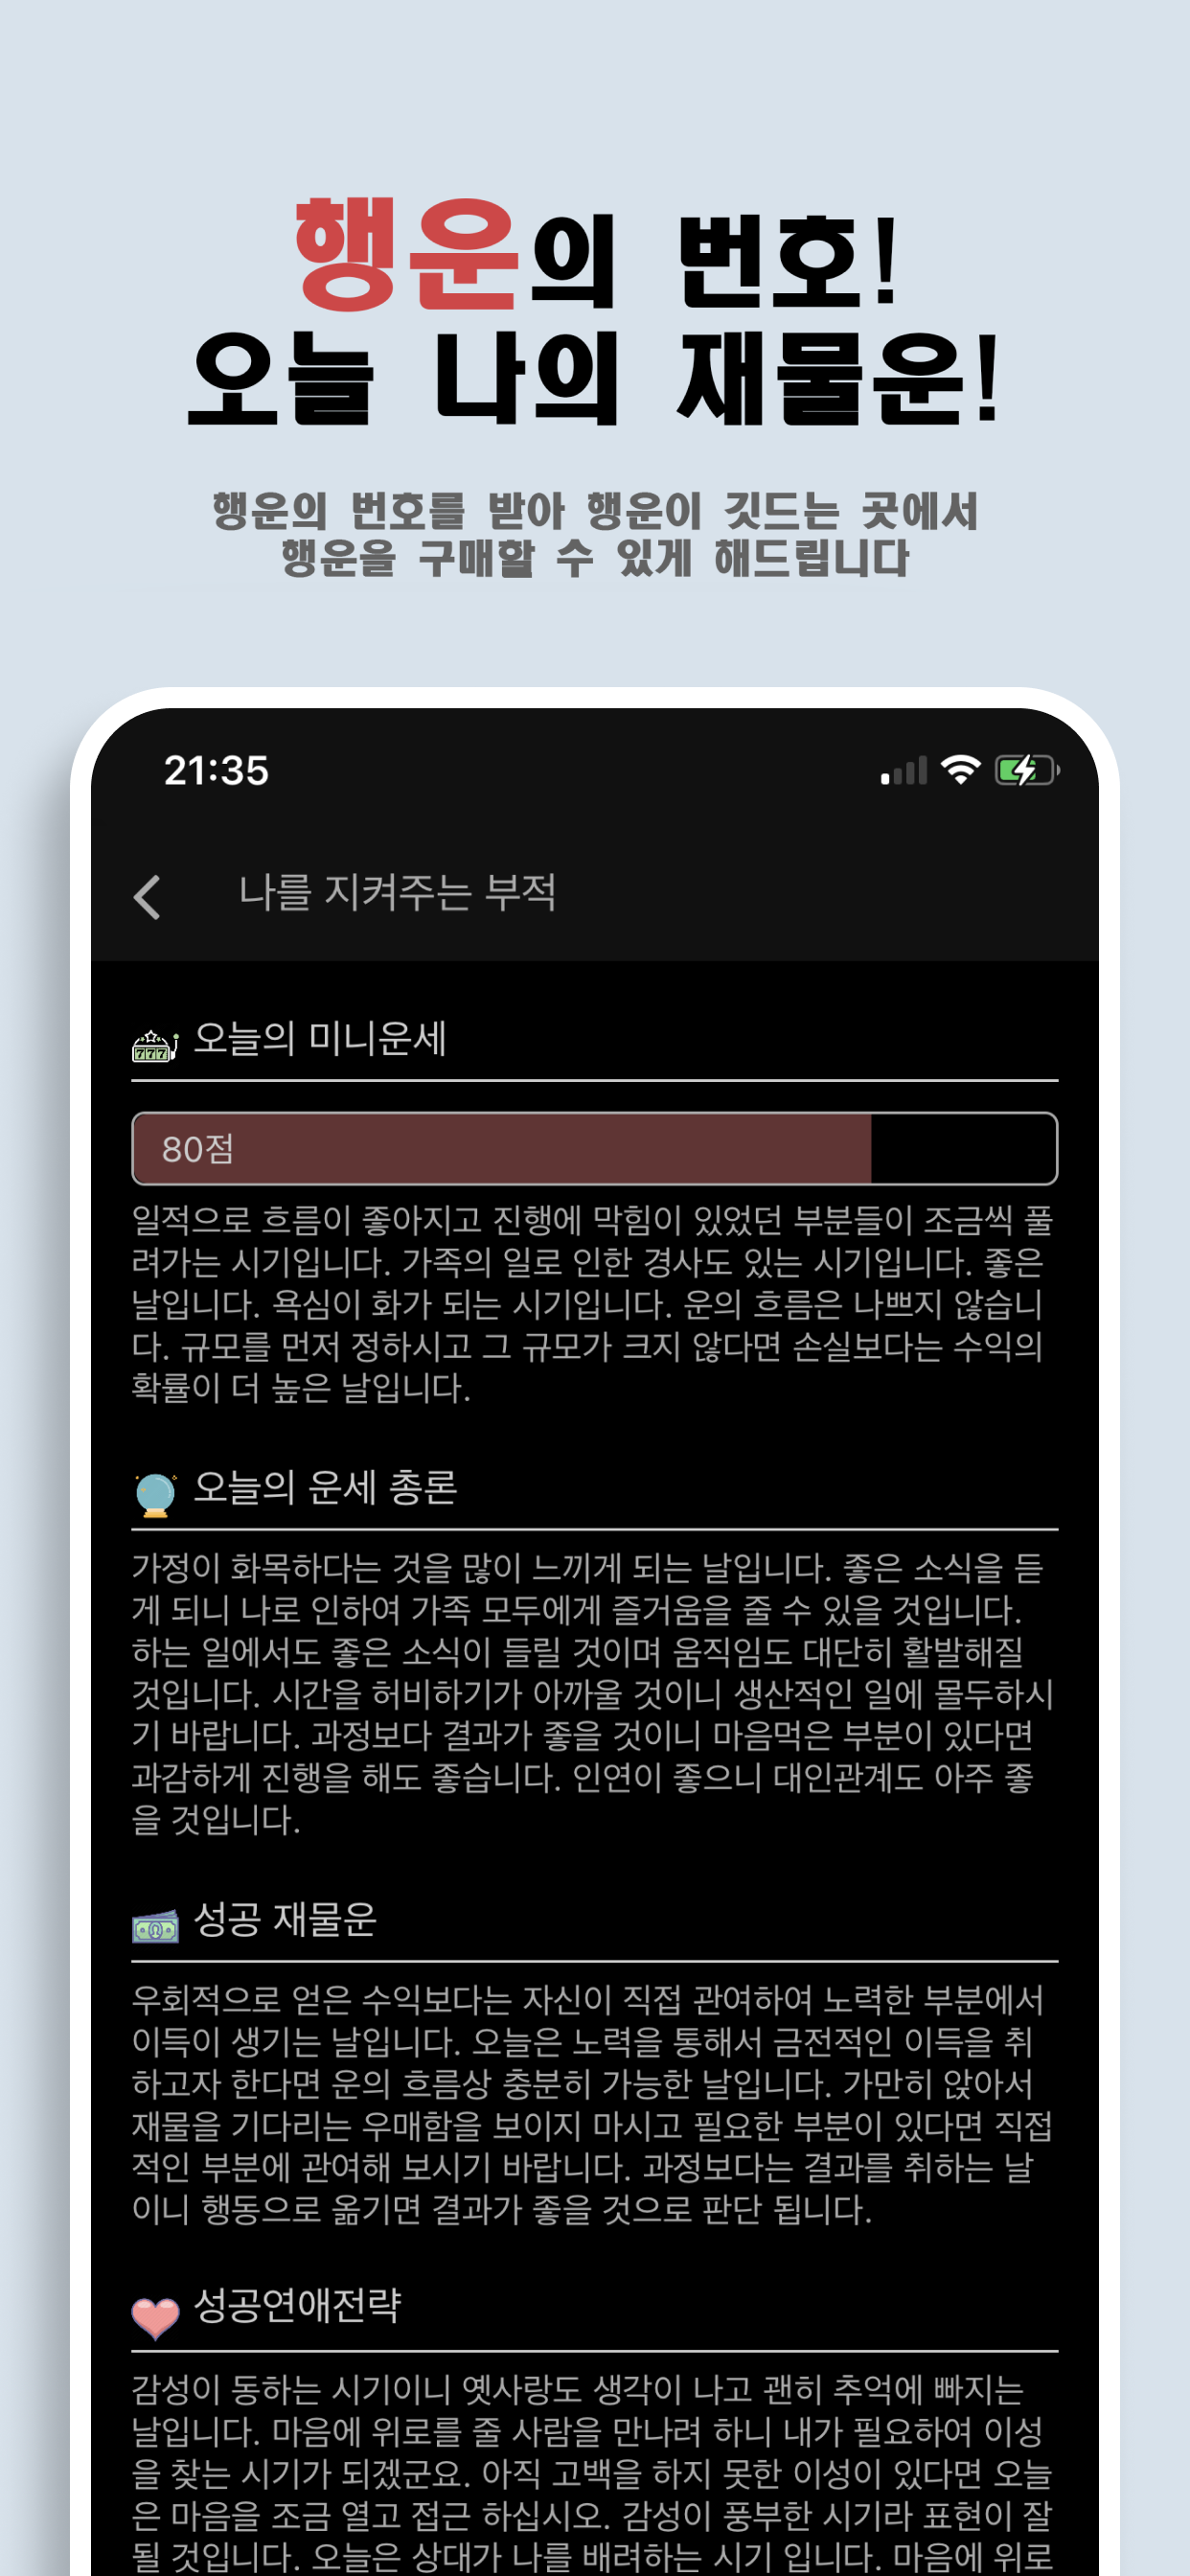 행운의 번호!
오늘 나의 재물운!
행운의 번호를 받아 행운이 깃드는 곳에서
행운을 구매할 수 있게 해드립니다
21:35
나를 지켜주는 부적
777 오늘의 미니운세
80점
일적으로 흐름이 좋아지고 진행에 막힘이 있었던 부분들이 조금씩 풀
려가는 시기입니다. 가족의 일로 인한 경사도 있는 시기입니다. 좋은
날입니다. 욕심이 화가 되는 시기입니다. 운의 흐름은 나쁘지 않습니
다. 규모를 먼저 정하시고 그 규모가 크지 않다면 손실보다는 수익의
확률이 더 높은 날입니다.
오늘의 운세 총론
가정이 화목하다는 것을 많이 느끼게 되는 날입니다. 좋은 소식을 듣
게 되니 나로 인하여 가족 모두에게 즐거움을 줄 수 있을 것입니다.
하는 일에서도 좋은 소식이 들릴 것이며 움직임도 대단히 활발해질
것입니다. 시간을 허비하기가 아까울 것이니 생산적인 일에 몰두하시
기 바랍니다. 과정보다 결과가 좋을 것이니 마음먹은 부분이 있다면
과감하게 진행을 해도 좋습니다. 인연이 좋으니 대인관계도 아주 좋
을 것입니다.
성공 재물운
우회적으로 얻은 수익보다는 자신이 직접 관여하여 노력한 부분에서
이득이 생기는 날입니다. 오늘은 노력을 통해서 금전적인 이득을 취
하고자 한다면 운의 흐름상 충분히 가능한 날입니다. 가만히 앉아서
재물을 기다리는 우매함을 보이지 마시고 필요한 부분이 있다면 직접
적인 부분에 관여해 보시기 바랍니다. 과정보다는 결과를 취하는 날
이니 행동으로 옮기면 결과가 좋을 것으로 판단 됩니다.
성공연애전략
감성이 동하는 시기이니 옛사랑도 생각이 나고 괜히 추억에 빠지는
날입니다. 마음에 위로를 줄 사람을 만나려 하니 내가 필요하여 이성
을 찾는 시기가 되겠군요. 아직 고백을 하지 못한 이성이 있다면 오늘
은 마음을 조금 열고 접근 하십시오. 감성이 풍부한 시기라 표현이 잘
될 것입니다. 오늘은 상대가 나를 배려하는 시기 입니다. 마음에 위로